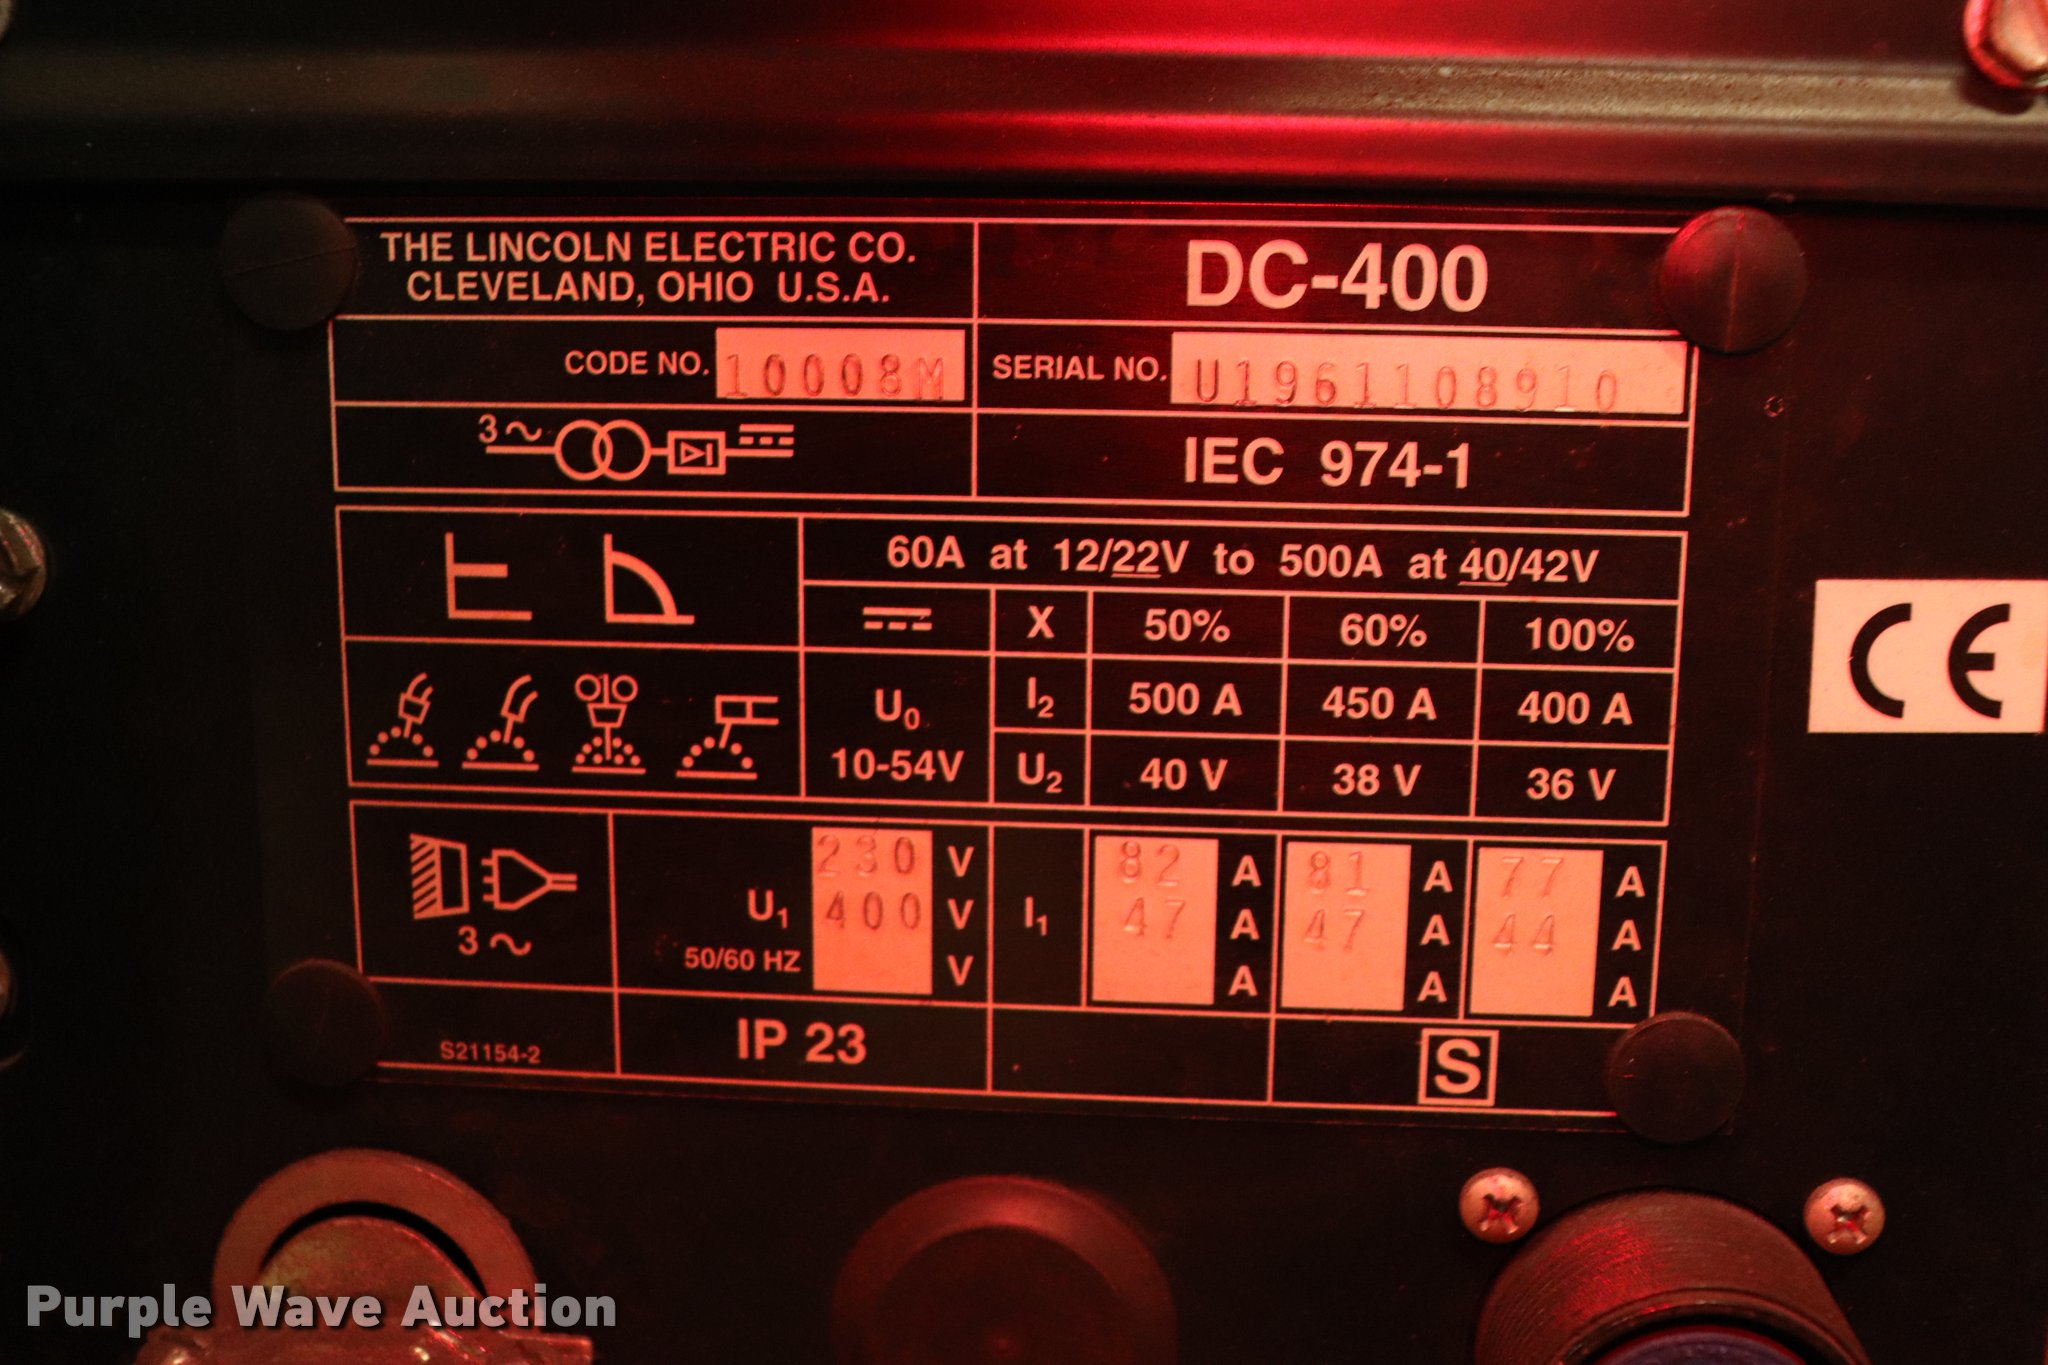 THE LINCOLN ELECTRIC CO.
CLEVELAND, OHIO U.S.A.
DC-400
CODE NO. 10008M
SERIAL NO. U1961108910
3~
IEC 974-1
60A at 12/22V to 500A at 40/42V
X 50% 60% 100%
U0
10-54V
I2 500 A 450 A 400 A
U2 40 V 38 V 36 V
3~
U1
50/60 HZ
230 V
400 V
V
I1
82 A 81 A 77 A
47 A 47 A 44 A
A A A
S21154-2
IP 23
S
CE
Purple Wave Auction